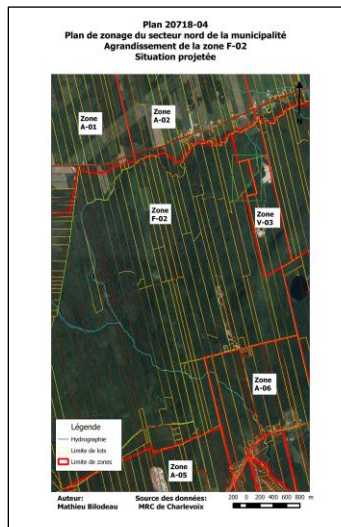 Plan 20718-04
Plan de zonage du secteur nord de la municipalité
Agrandissement de la zone F-02
Situation projetée
Zone
A-01
Zone
A-02
Zone
F-02
Zone
V-03
Zone
A-06
Zone
A-05
Légende
Hydrographie
Limite de lots
Limite de zones
Auteur:
Mathieu Bilodeau
Source des données:
MRC de Charlevoix
200 0 200 400 600 800 m